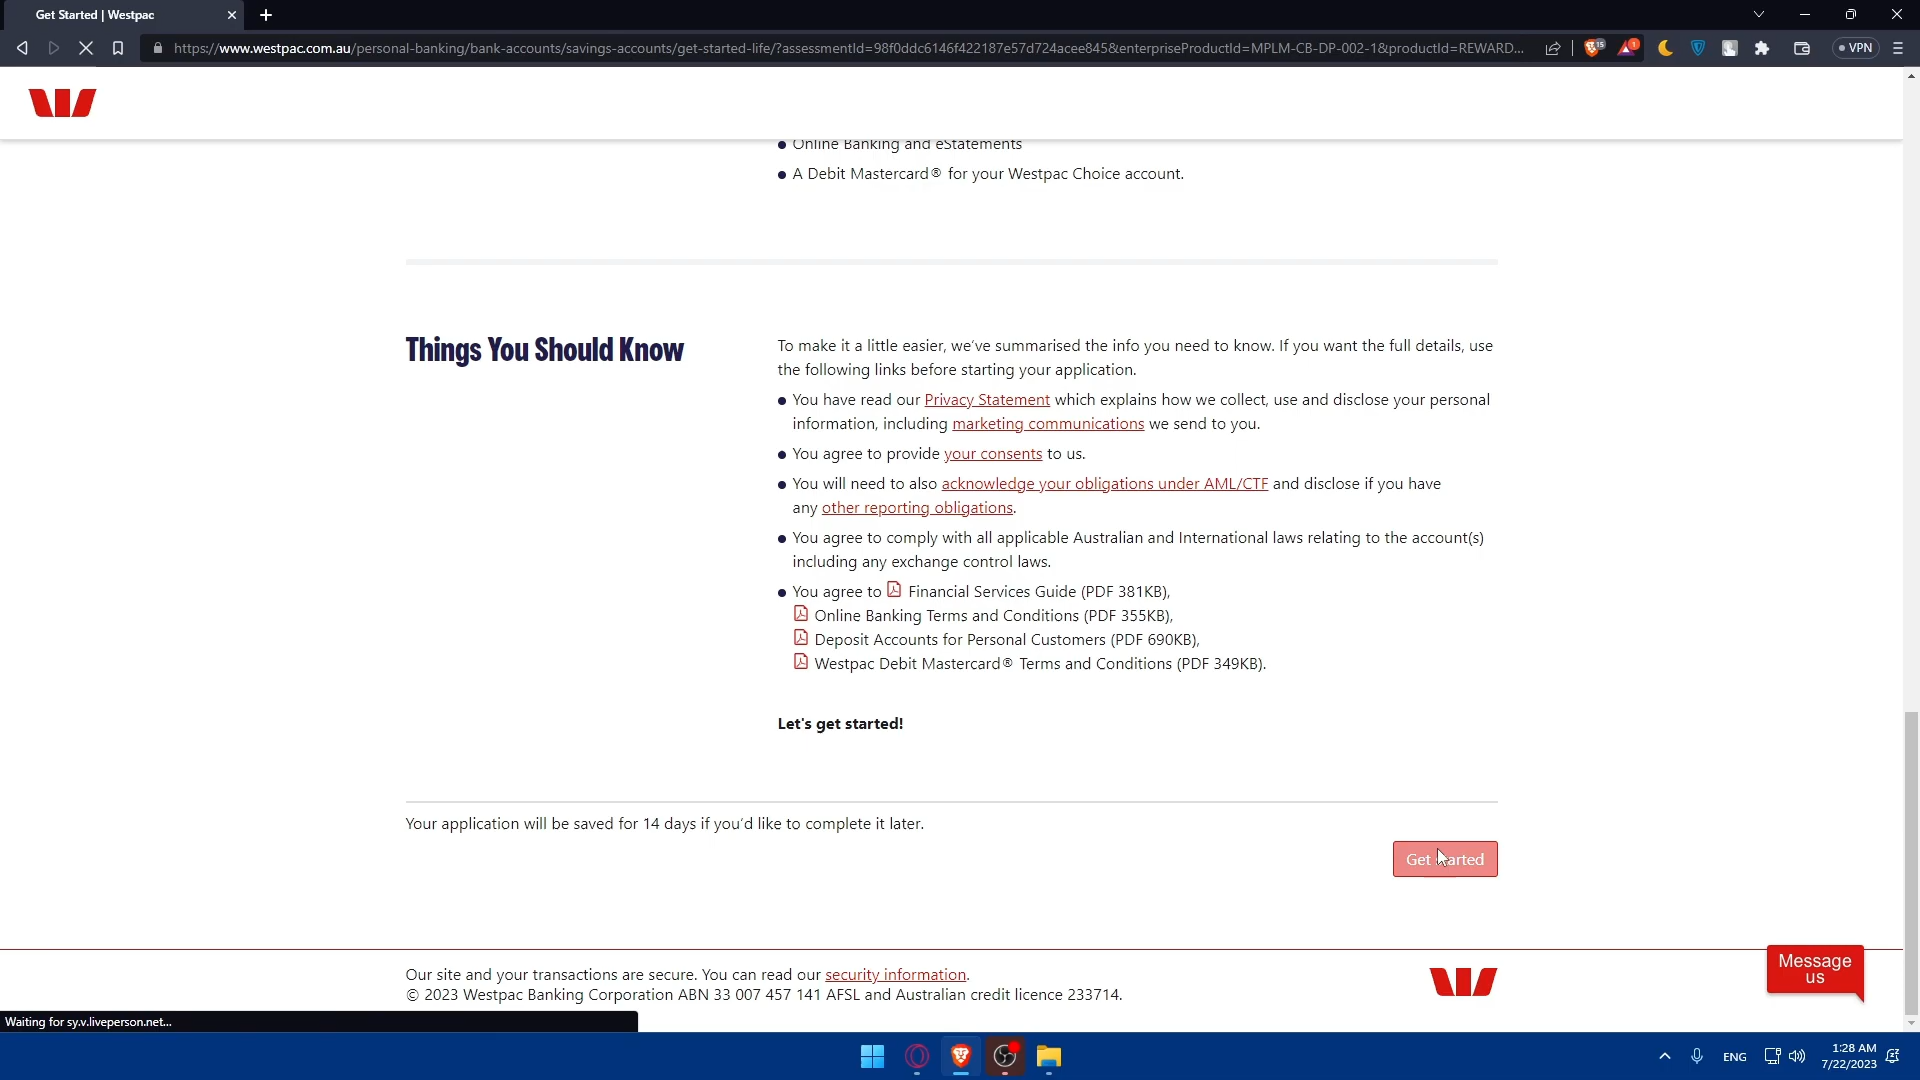 Get Started | Westpac
https://www.westpac.com.au/personal-banking/bank-accounts/savings-accounts/get-started-life/?assessmentId=98f0ddc6146f422187e57d724acee845&enterpriseProductId=MPLM-CB-DP-002-1&productId=REWARD...
15
1
VPN
Online Banking and eStatements
A Debit Mastercard® for your Westpac Choice account.
Things You Should Know
To make it a little easier, we've summarised the info you need to know. If you want the full details, use
the following links before starting your application.
You have read our Privacy Statement which explains how we collect, use and disclose your personal
information, including marketing communications we send to you.
You agree to provide your consents to us.
You will need to also acknowledge your obligations under AML/CTF and disclose if you have
any other reporting obligations.
You agree to comply with all applicable Australian and International laws relating to the account(s)
including any exchange control laws.
You agree to Financial Services Guide (PDF 381KB),
Online Banking Terms and Conditions (PDF 355KB),
Deposit Accounts for Personal Customers (PDF 690KB),
Westpac Debit Mastercard® Terms and Conditions (PDF 349KB).
Let's get started!
Your application will be saved for 14 days if you'd like to complete it later.
Get Started
Message
us
Our site and your transactions are secure. You can read our security information.
© 2023 Westpac Banking Corporation ABN 33 007 457 141 AFSL and Australian credit licence 233714.
Waiting for sy.v.liveperson.net...
ENG
1:28 AM
7/22/2023